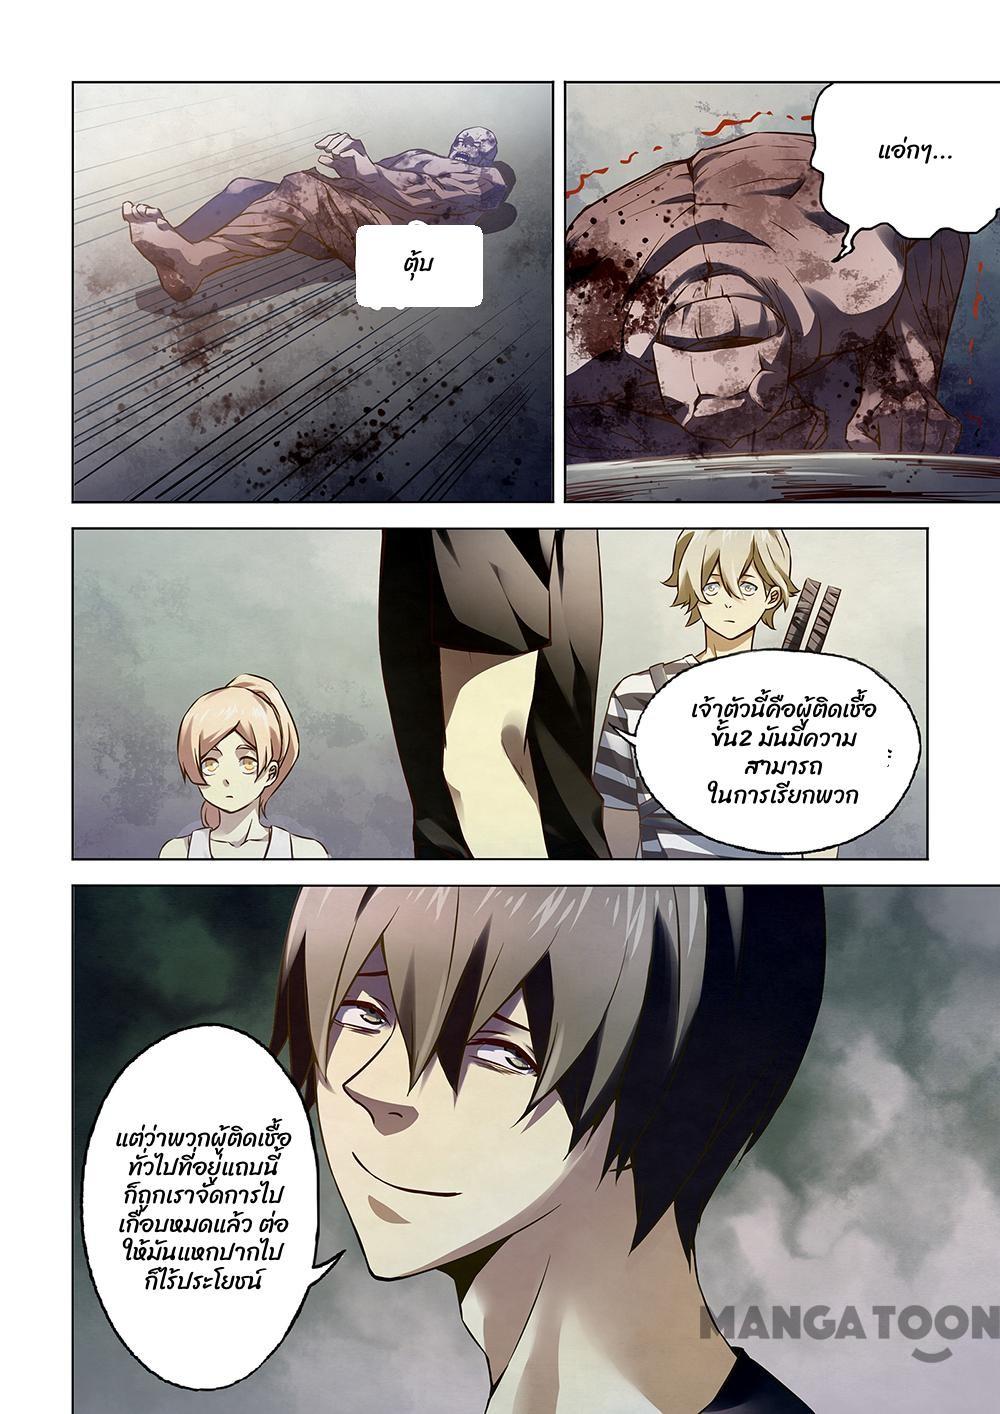 ตุ้บ
แอ่กๆ...
เจ้าตัวนี้คือผู้ติดเชื้อ
ขั้น2 มันมีความ
สามารถ
ในการเรียกพวก
แต่ว่าพวกผู้ติดเชื้อ
ทั่วไปที่อยู่แถบนี้
ก็ถูกเราจัดการไป
เกือบหมดแล้ว ต่อ
ให้มันแหกปากไป
ก็ไร้ประโยชน์
MANGATOON